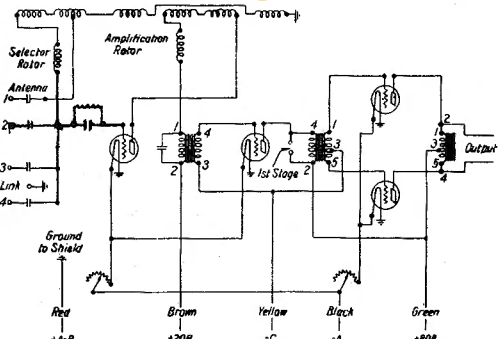 Selector
Rotor
Amplification
Rotor
Antenna
1
2
3
Link
4
1
2
4
3
1st Stage
4
2
1
3
5
2
1
3
5
4
Output
Ground
to Shield
Red
Brown
Yellow
Black
Green
+20B
-C
-A
+80B